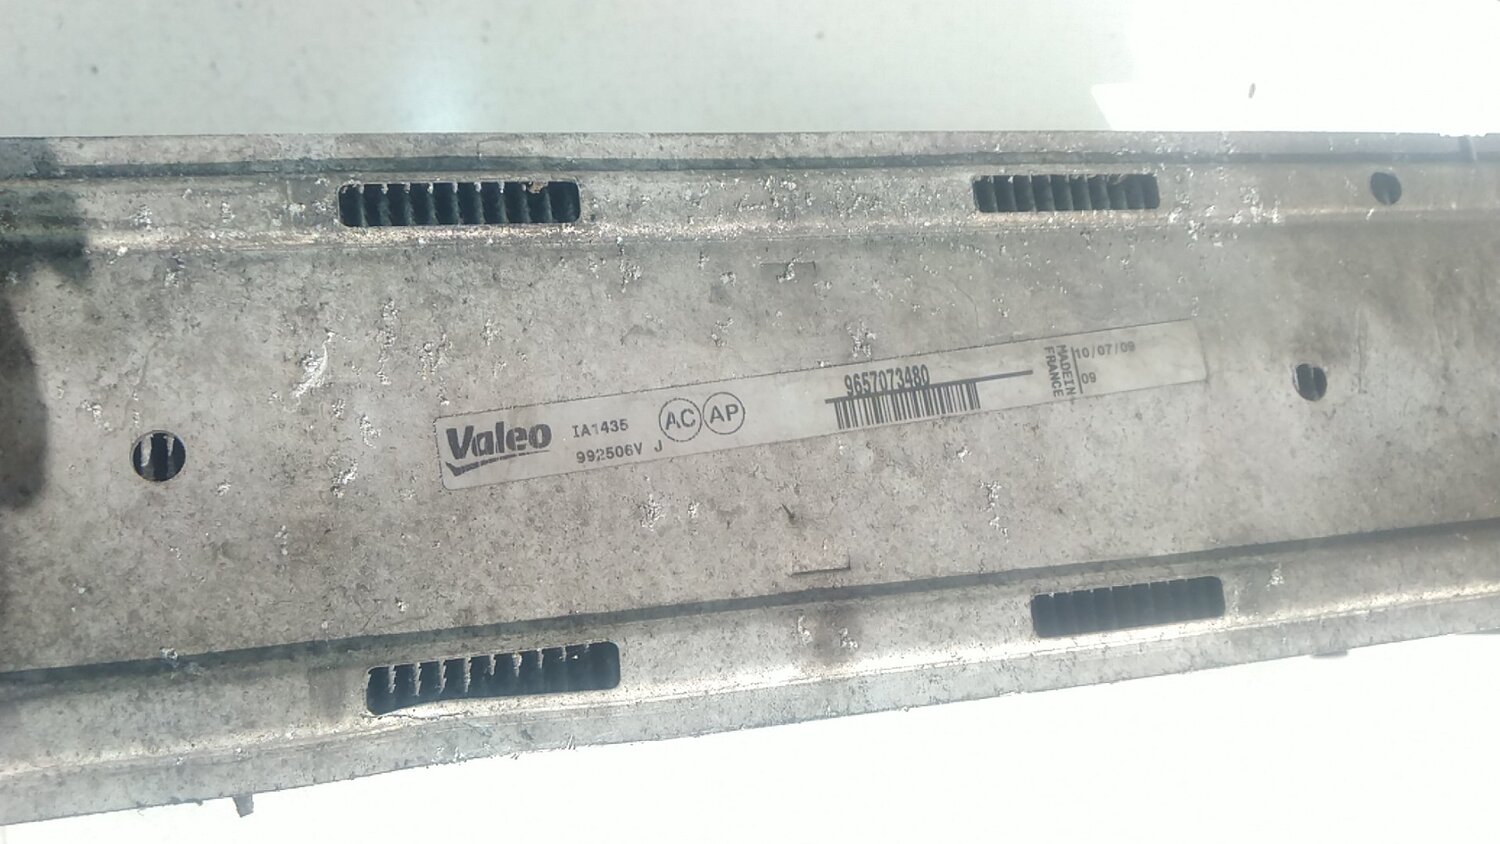 Valeo
IA1435
992506V J
AC AP
9657073480
MADE IN
FRANCE
10/07/09
09